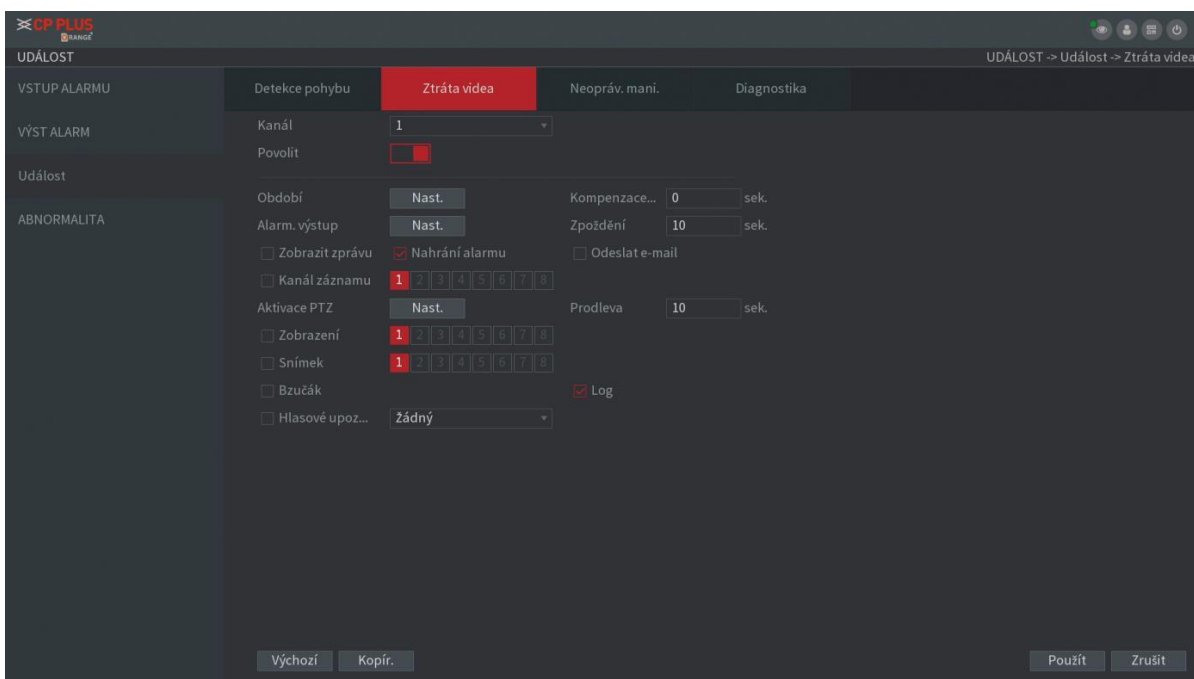 CP PLUS
ORANGE
UDÁLOST UDÁLOST -> Událost -> Ztráta videa
VSTUP ALARMU
VÝST ALARM
Událost
ABNORMALITA
Detekce pohybu Ztráta videa Neopráv. mani. Diagnostika
Kanál 1
Povolit
Období Nast. Kompenzace... 0 sek.
Alarm. výstup Nast. Zpoždění 10 sek.
Zobrazit zprávu Nahrání alarmu Odeslat e-mail
Kanál záznamu 1 2 3 4 5 6 7 8
Aktivace PTZ Nast. Prodleva 10 sek.
Zobrazení 1 2 3 4 5 6 7 8
Snímek 1 2 3 4 5 6 7 8
Bzučák Log
Hlasové upoz... Žádný
Výchozí Kopír. Použít Zrušit